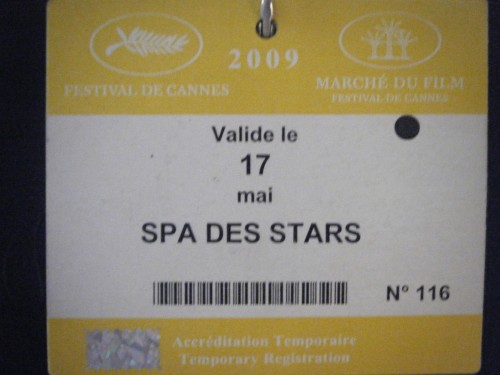 2009
FESTIVAL DE CANNES
MARCHÉ DU FILM
FESTIVAL DE CANNES
Valide le
17
mai
SPA DES STARS
N° 116
Accréditation Temporaire
Temporary Registration